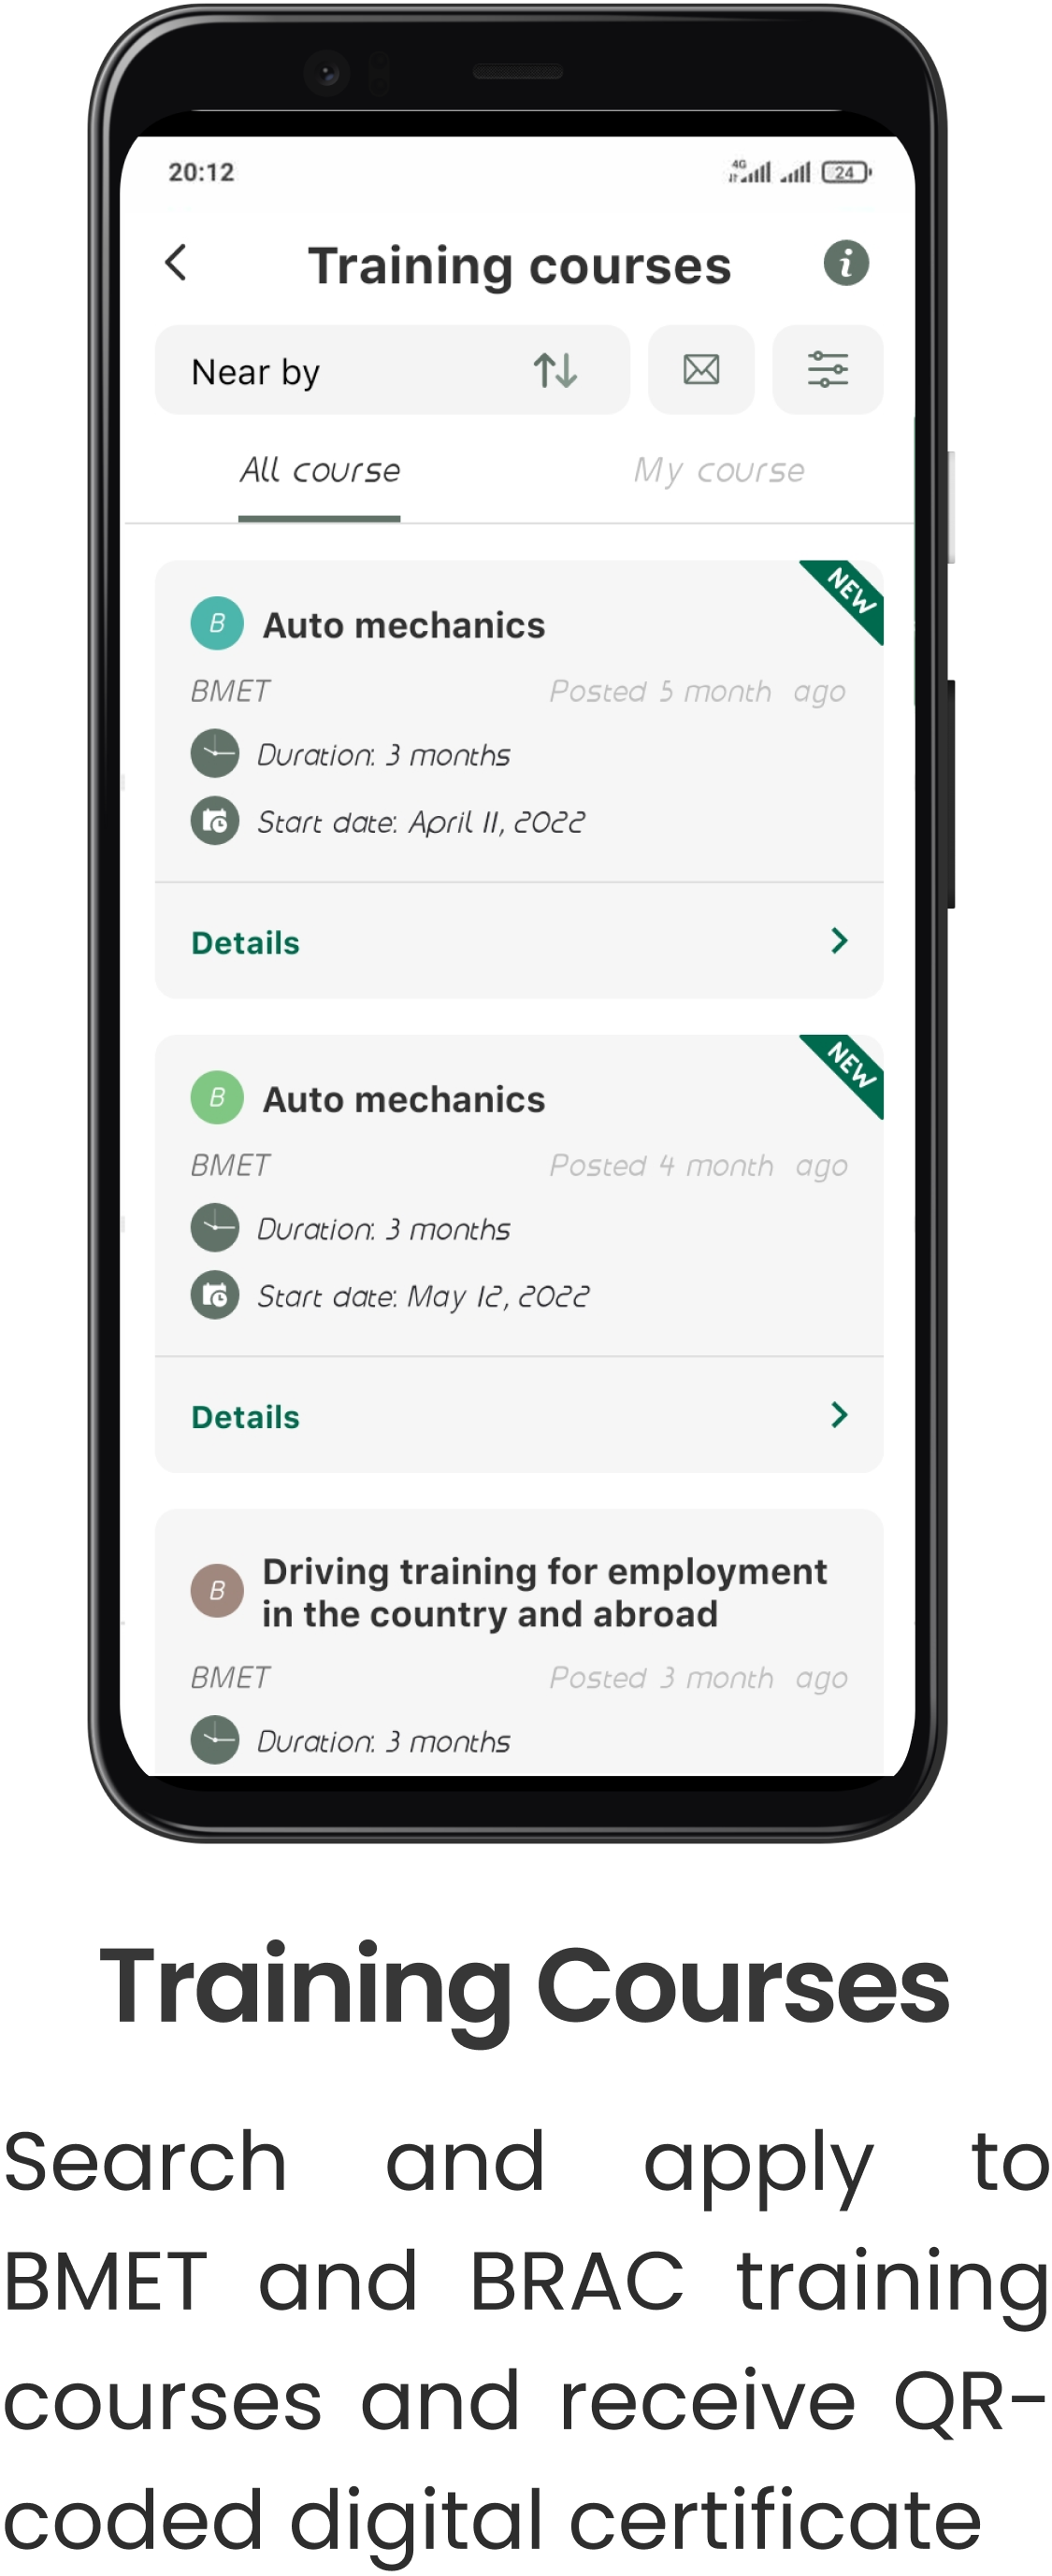 20:12
4G
24
Training courses
i
Near by
All course
My course
NEW
B
Auto mechanics
BMET
Posted 5 month ago
Duration: 3 months
Start date: April 11, 2022
Details
NEW
B
Auto mechanics
BMET
Posted 4 month ago
Duration: 3 months
Start date: May 12, 2022
Details
B
Driving training for employment
in the country and abroad
BMET
Posted 3 month ago
Duration: 3 months
Training Courses
Search and apply to
BMET and BRAC training
courses and receive QR-
coded digital certificate